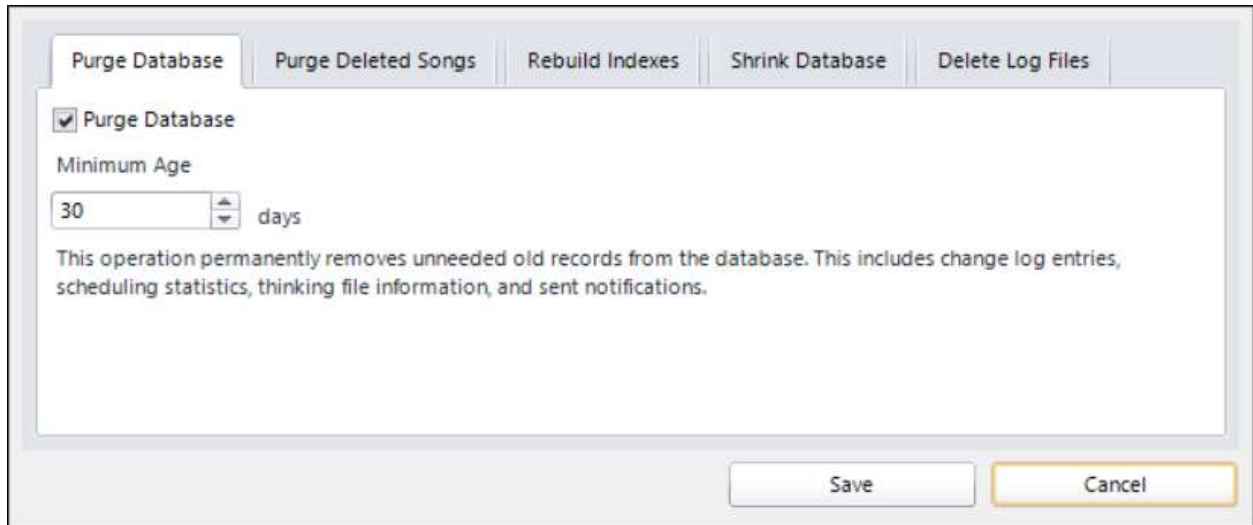 Purge Database Purge Deleted Songs Rebuild Indexes Shrink Database Delete Log Files
Purge Database
Minimum Age
30 days
This operation permanently removes unneeded old records from the database. This includes change log entries,
scheduling statistics, thinking file information, and sent notifications.
Save Cancel